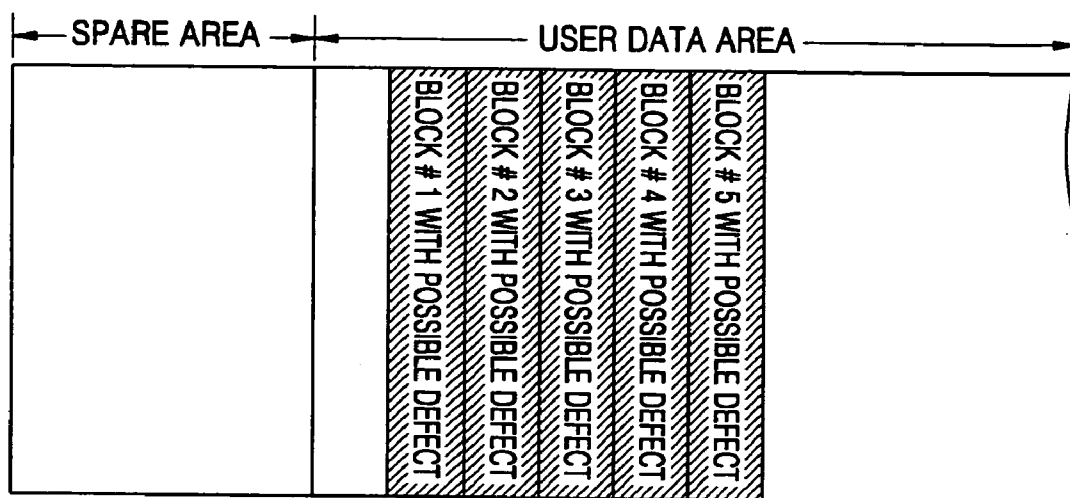 SPARE AREA
USER DATA AREA
BLOCK # 1 WITH POSSIBLE DEFECT
BLOCK # 2 WITH POSSIBLE DEFECT
BLOCK # 3 WITH POSSIBLE DEFECT
BLOCK # 4 WITH POSSIBLE DEFECT
BLOCK # 5 WITH POSSIBLE DEFECT